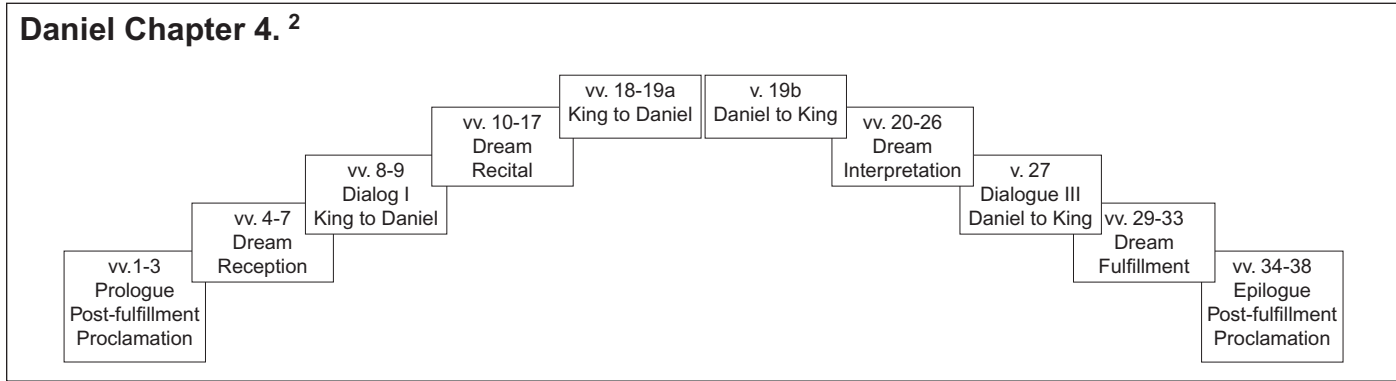 Daniel Chapter 4. 2
vv.1-3
Prologue
Post-fulfillment
Proclamation
vv. 4-7
Dream
Reception
vv. 8-9
Dialog I
King to Daniel
vv. 10-17
Dream
Recital
vv. 18-19a
King to Daniel
v. 19b
Daniel to King
vv. 20-26
Dream
Interpretation
v. 27
Dialogue III
Daniel to King
vv. 29-33
Dream
Fulfillment
vv. 34-38
Epilogue
Post-fulfillment
Proclamation